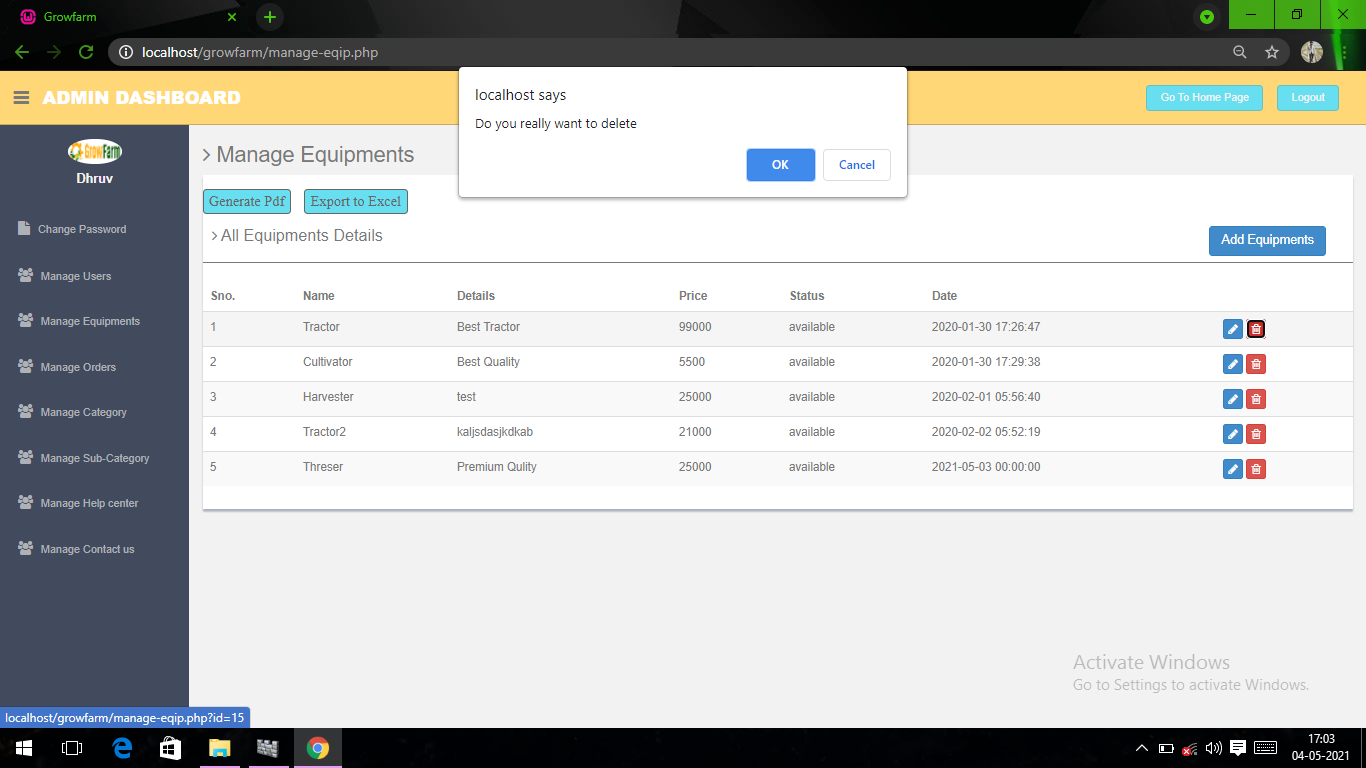 Growfarm
localhost/growfarm/manage-eqip.php
ADMIN DASHBOARD
Go To Home Page
Logout
localhost says
Do you really want to delete
OK
Cancel
GrowFarm
Dhruv
Change Password
Manage Users
Manage Equipments
Manage Orders
Manage Category
Manage Sub-Category
Manage Help center
Manage Contact us
> Manage Equipments
Generate Pdf
Export to Excel
> All Equipments Details
Add Equipments
Sno. Name Details Price Status Date
1 Tractor Best Tractor 99000 available 2020-01-30 17:26:47
2 Cultivator Best Quality 5500 available 2020-01-30 17:29:38
3 Harvester test 25000 available 2020-02-01 05:56:40
4 Tractor2 kaljsdasjkdkab 21000 available 2020-02-02 05:52:19
5 Threser Premium Qulity 25000 available 2021-05-03 00:00:00
Activate Windows
Go to Settings to activate Windows.
localhost/growfarm/manage-eqip.php?id=15
17:03
04-05-2021